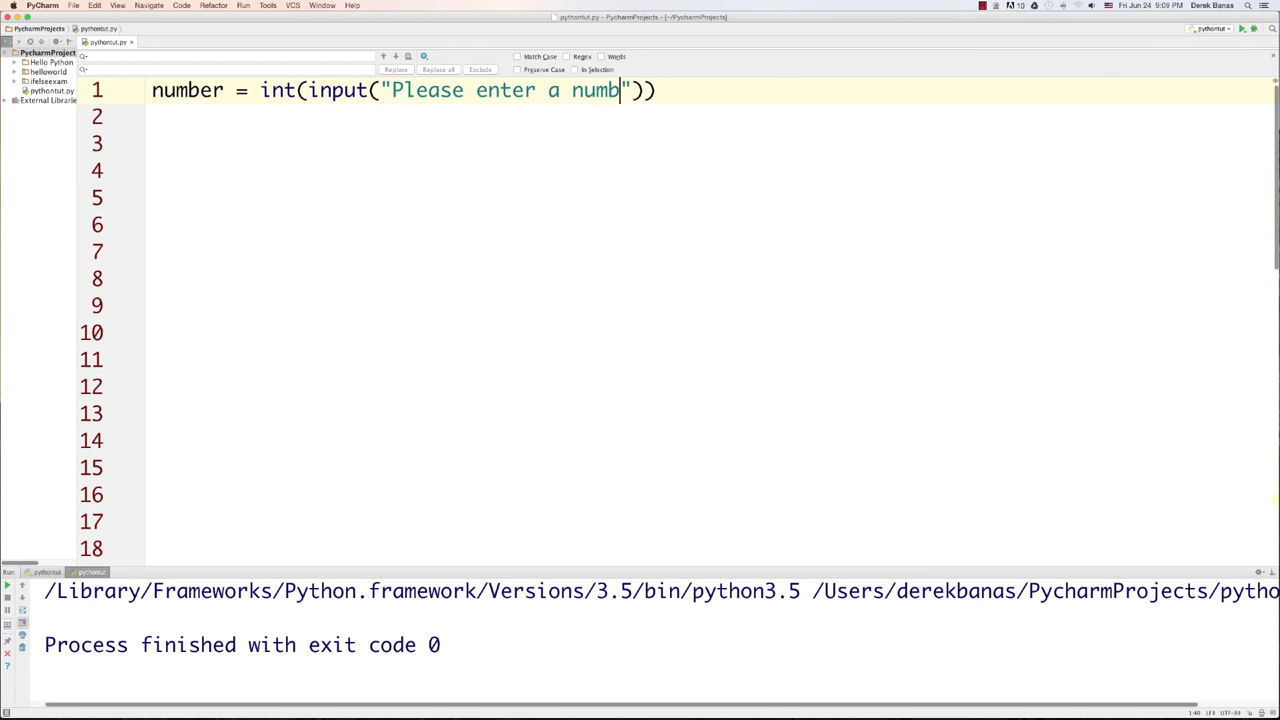 PyCharm File Edit View Navigate Code Refactor Run Tools VCS Window Help
10 Fri Jun 24 9:09 PM Derek Banas
pythontut.py - PycharmProjects - [~/PycharmProjects]
PycharmProjects pythontut.py
pythontut
pythontut.py ×
Match Case Regex Words
Replace Replace all Exclude Preserve Case In Selection
PycharmProject
Hello Python
helloworld
ifelseexam
pythontut.py
External Librarie
1 number = int(input("Please enter a numb"))
2
3
4
5
6
7
8
9
10
11
12
13
14
15
16
17
18
Run: pythontut pythontut
/Library/Frameworks/Python.framework/Versions/3.5/bin/python3.5 /Users/derekbanas/PycharmProjects/pytho
Process finished with exit code 0
1:40 LF÷ UTF-8÷